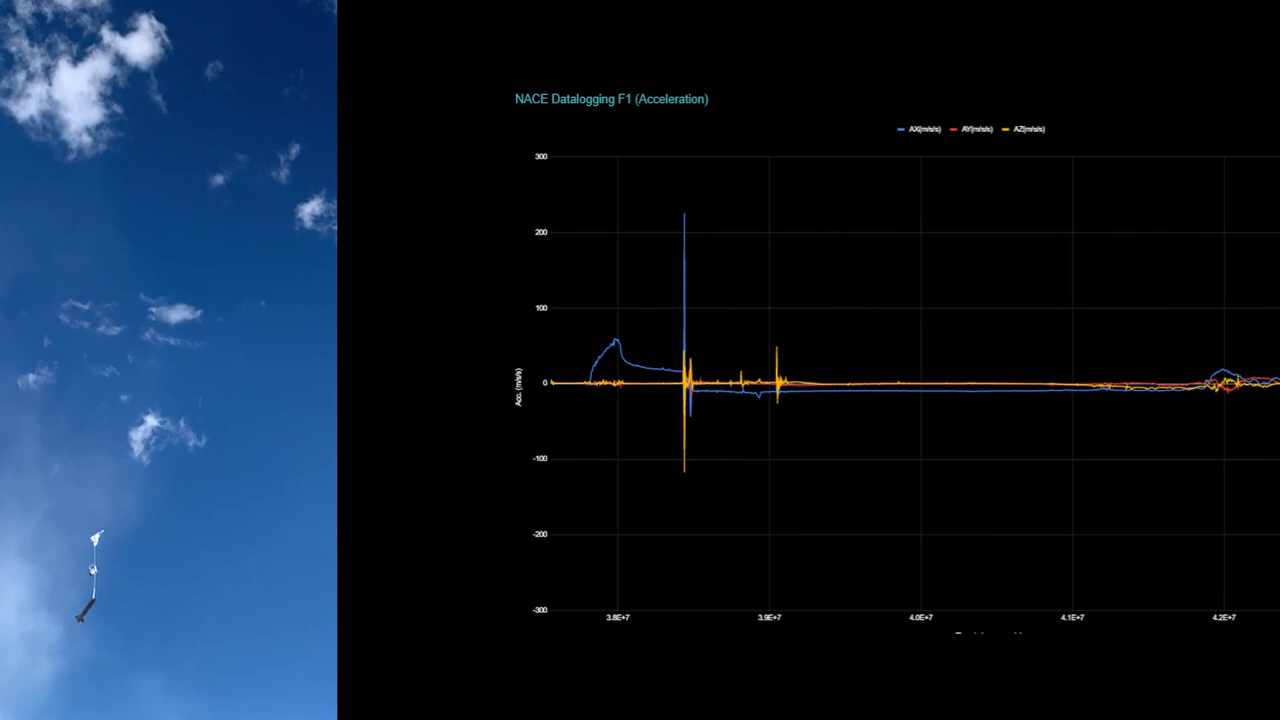 NACE Datalogging F1 (Acceleration)
AX(m/s/s) AY(m/s/s) AZ(m/s/s)
300
200
100
0
-100
-200
-300
Acc. (m/s/s)
3.8E+7 3.9E+7 4.0E+7 4.1E+7 4.2E+7